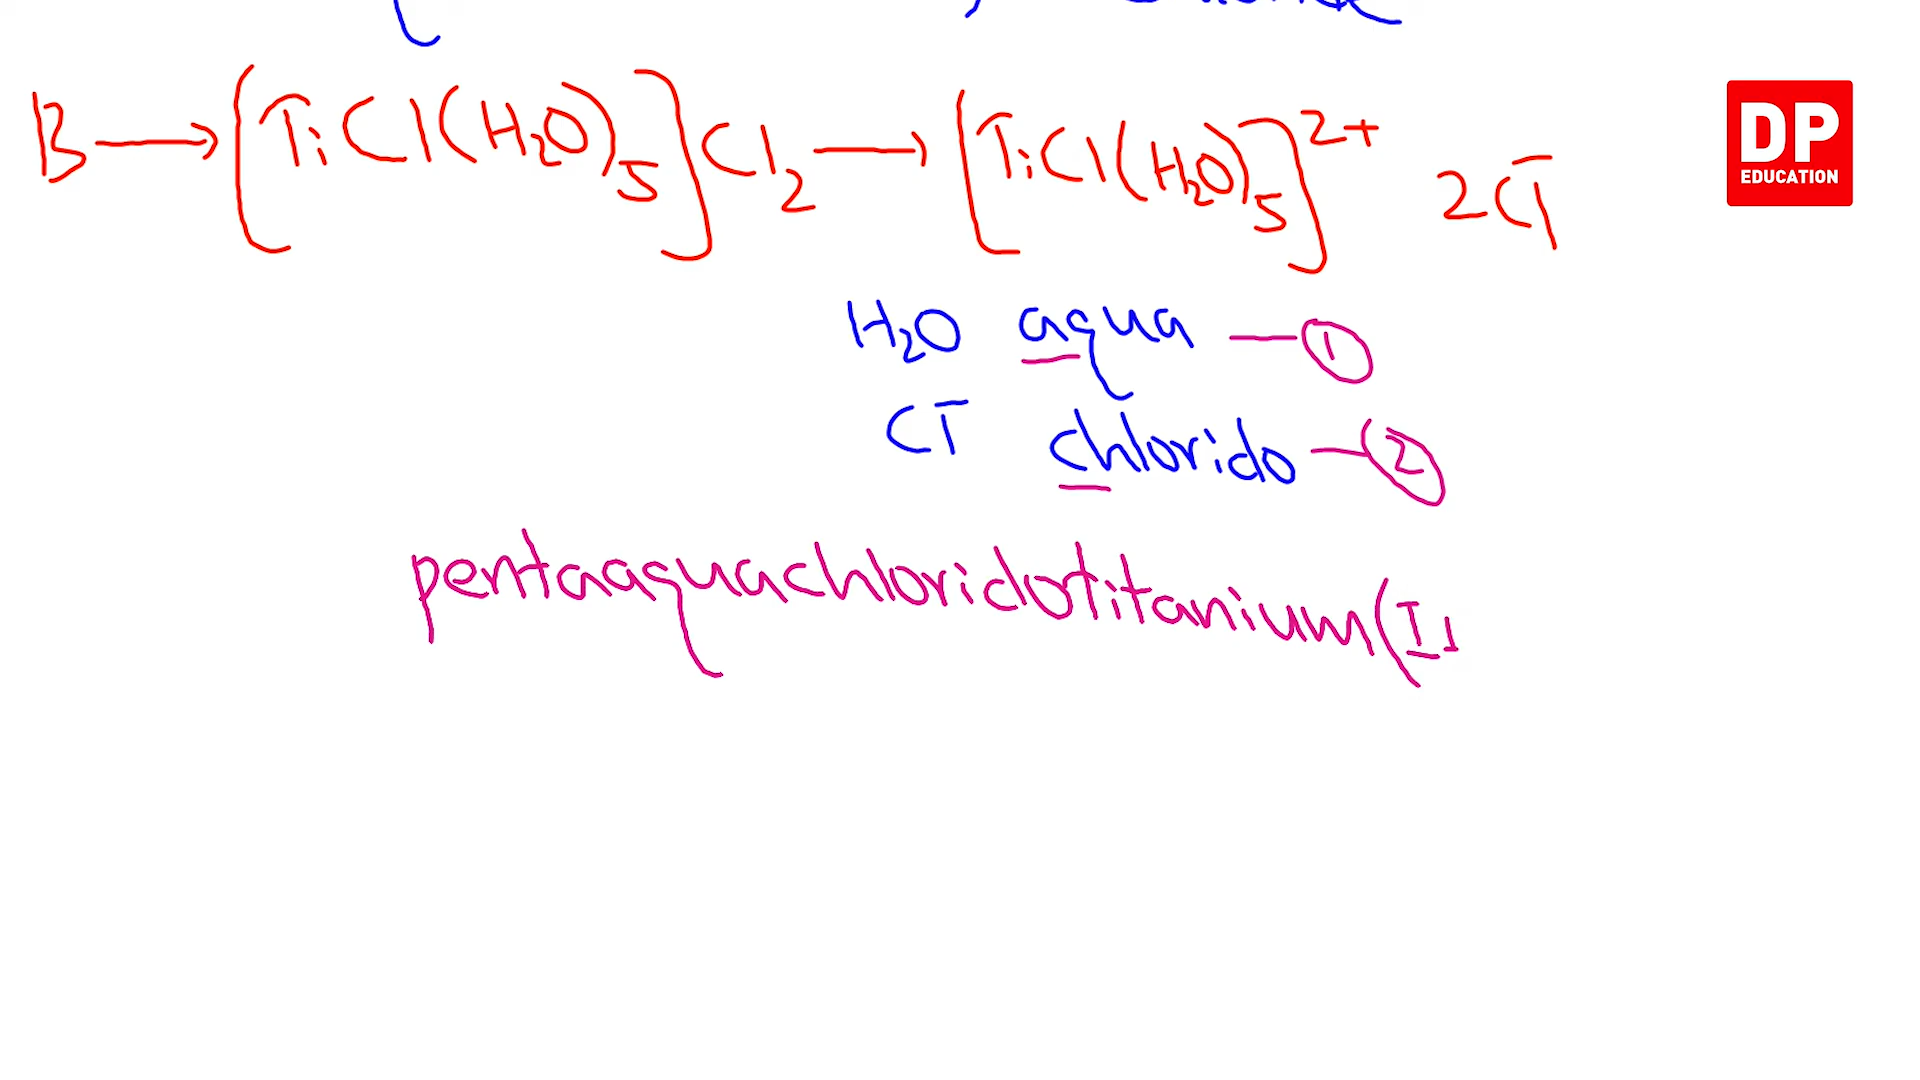 B → [TiCl(H₂O)₅]Cl₂ → [TiCl(H₂O)₅]²⁺ 2Cl⁻
DP
EDUCATION
H₂O aqua — ①
Cl⁻ chlorido — ②
pentaaquachloridotitanium(II